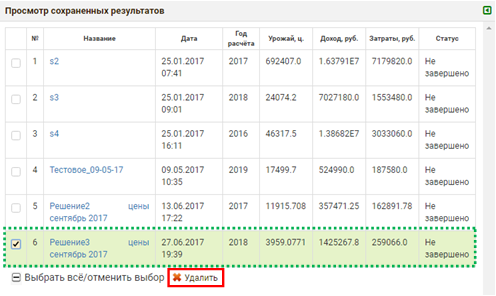 Просмотр сохраненных результатов
№ Название Дата Год расчёта Урожай, ц. Доход, руб. Затраты, руб. Статус
1 s2 25.01.2017 07:41 2017 692407.0 1.63791E7 7179820.0 Не завершено
2 s3 25.01.2017 09:01 2018 24074.2 7027180.0 1553480.0 Не завершено
3 s4 25.01.2017 16:11 2016 46317.5 1.38682E7 3033060.0 Не завершено
4 Тестовое_09-05-17 09.05.2017 10:35 2019 17499.7 524990.0 187580.0 Не завершено
5 Решение2 цены сентябрь 2017 13.06.2017 17:22 2017 11915.708 357471.25 162891.78 Не завершено
6 Решение3 цены сентябрь 2017 27.06.2017 19:39 2018 3959.0771 1425267.8 259066.0 Не завершено
Выбрать всё/отменить выбор Удалить